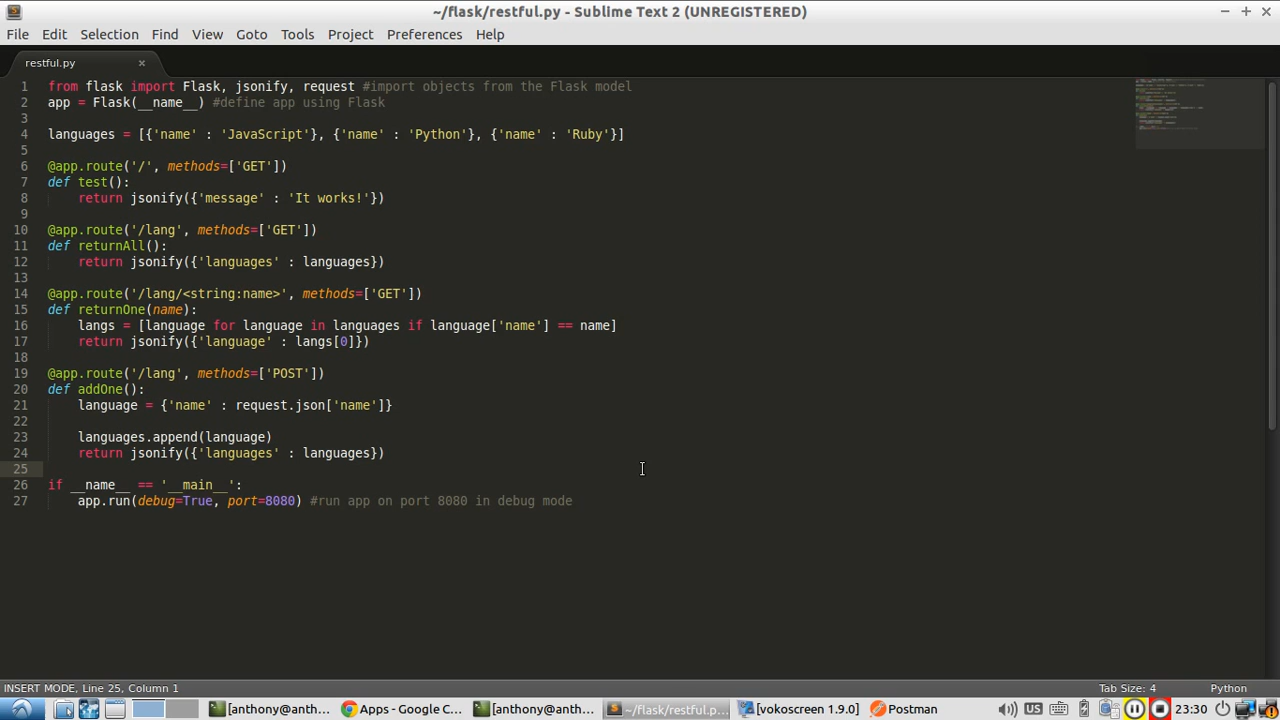 ~/flask/restful.py - Sublime Text 2 (UNREGISTERED)
File Edit Selection Find View Goto Tools Project Preferences Help
restful.py ×
1 from flask import Flask, jsonify, request #import objects from the Flask model
2 app = Flask(__name__) #define app using Flask
3
4 languages = [{'name' : 'JavaScript'}, {'name' : 'Python'}, {'name' : 'Ruby'}]
5
6 @app.route('/', methods=['GET'])
7 def test():
8     return jsonify({'message' : 'It works!'})
9
10 @app.route('/lang', methods=['GET'])
11 def returnAll():
12     return jsonify({'languages' : languages})
13
14 @app.route('/lang/<string:name>', methods=['GET'])
15 def returnOne(name):
16     langs = [language for language in languages if language['name'] == name]
17     return jsonify({'language' : langs[0]})
18
19 @app.route('/lang', methods=['POST'])
20 def addOne():
21     language = {'name' : request.json['name']}
22
23     languages.append(language)
24     return jsonify({'languages' : languages})
25
26 if __name__ == '__main__':
27     app.run(debug=True, port=8080) #run app on port 8080 in debug mode
INSERT MODE, Line 25, Column 1 Tab Size: 4 Python
[anthony@anth... Apps - Google C... [anthony@anth... ~/flask/restful.p... [vokoscreen 1.9.0] Postman US 23:30